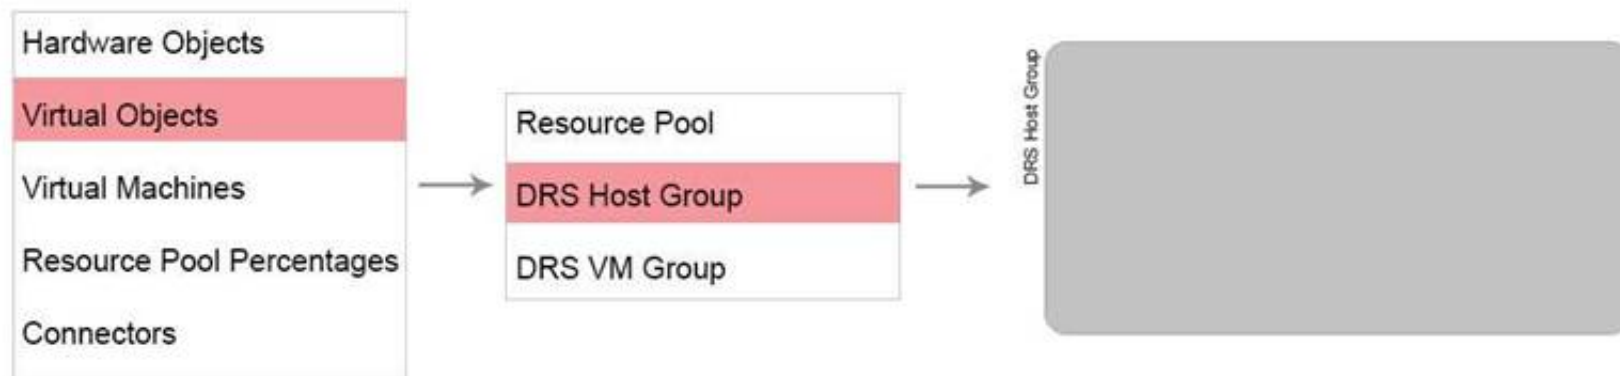 Hardware Objects
Virtual Objects
Virtual Machines
Resource Pool Percentages
Connectors
Resource Pool
DRS Host Group
DRS VM Group
DRS Host Group